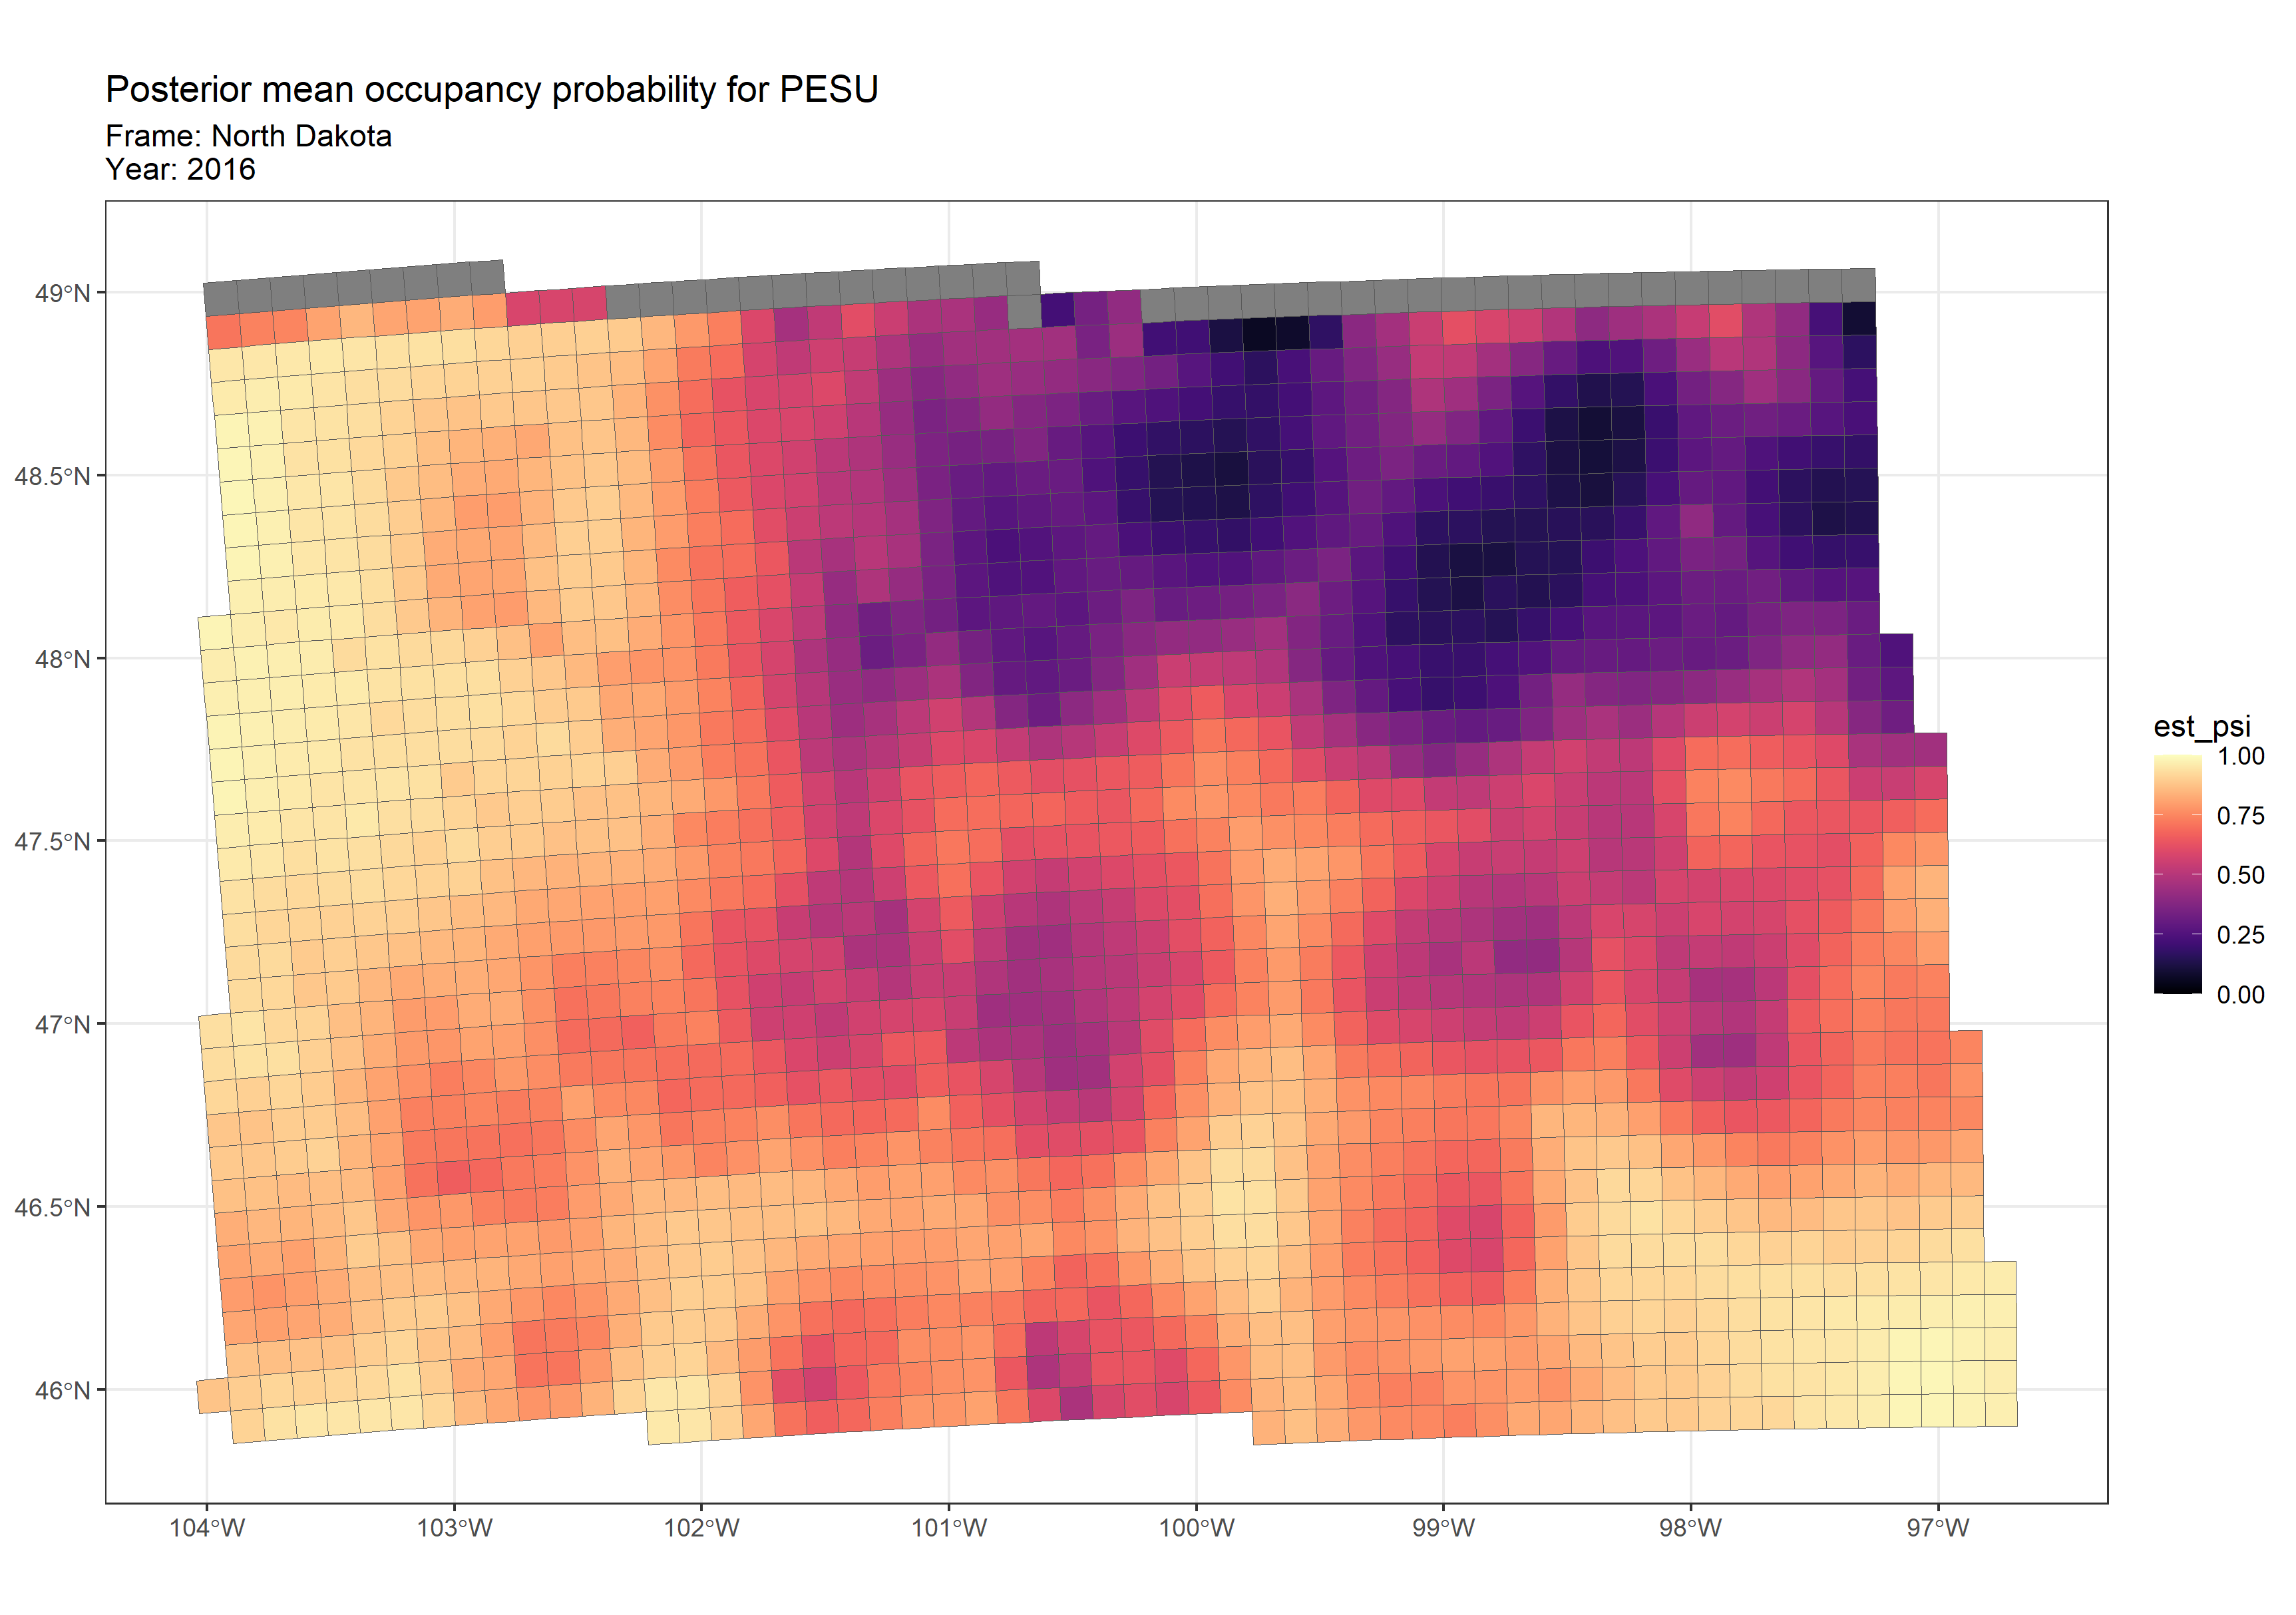 Posterior mean occupancy probability for PESU
Frame: North Dakota
Year: 2016
49°N
48.5°N
48°N
47.5°N
47°N
46.5°N
46°N
104°W
103°W
102°W
101°W
100°W
99°W
98°W
97°W
est_psi
1.00
0.75
0.50
0.25
0.00